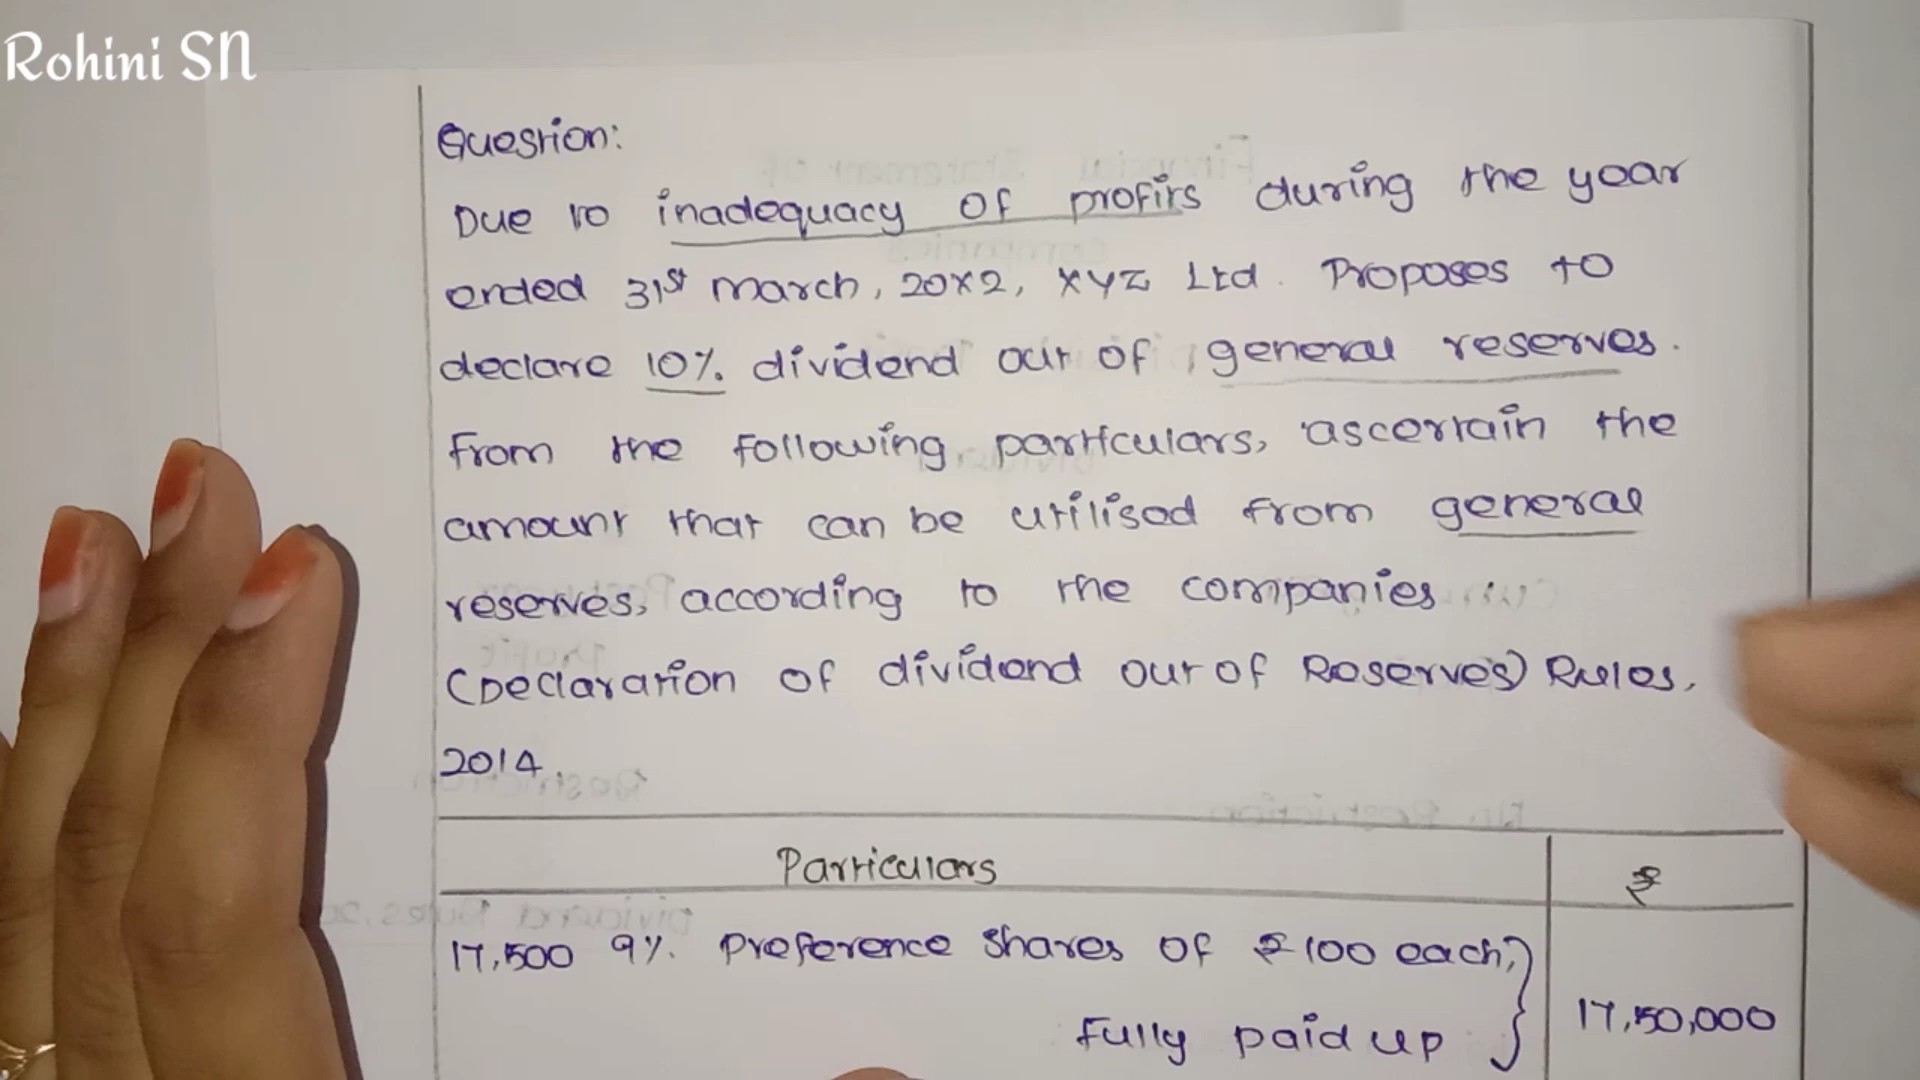 Rohini SN
Question:
Due to inadequacy of profits during the year
ended 31st march, 20X2, XYZ Ltd. Proposes to
declare 10% dividend out of general reserves.
From the following particulars, ascertain the
amount that can be utilised from general
reserves, according to the companies
(Declaration of dividend out of Reserves) Rules,
2014.
Particulars ₹
17,500 9% Preference shares of ₹100 each,
fully paid up 17,50,000